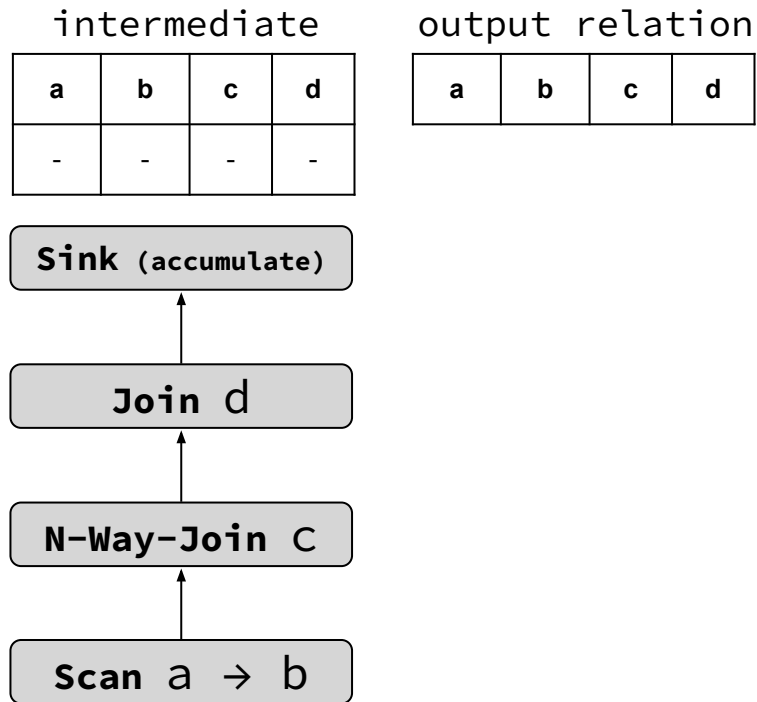 intermediate
a b c d
- - - -
output relation
a b c d
Sink (accumulate)
Join d
N-Way-Join c
Scan a → b